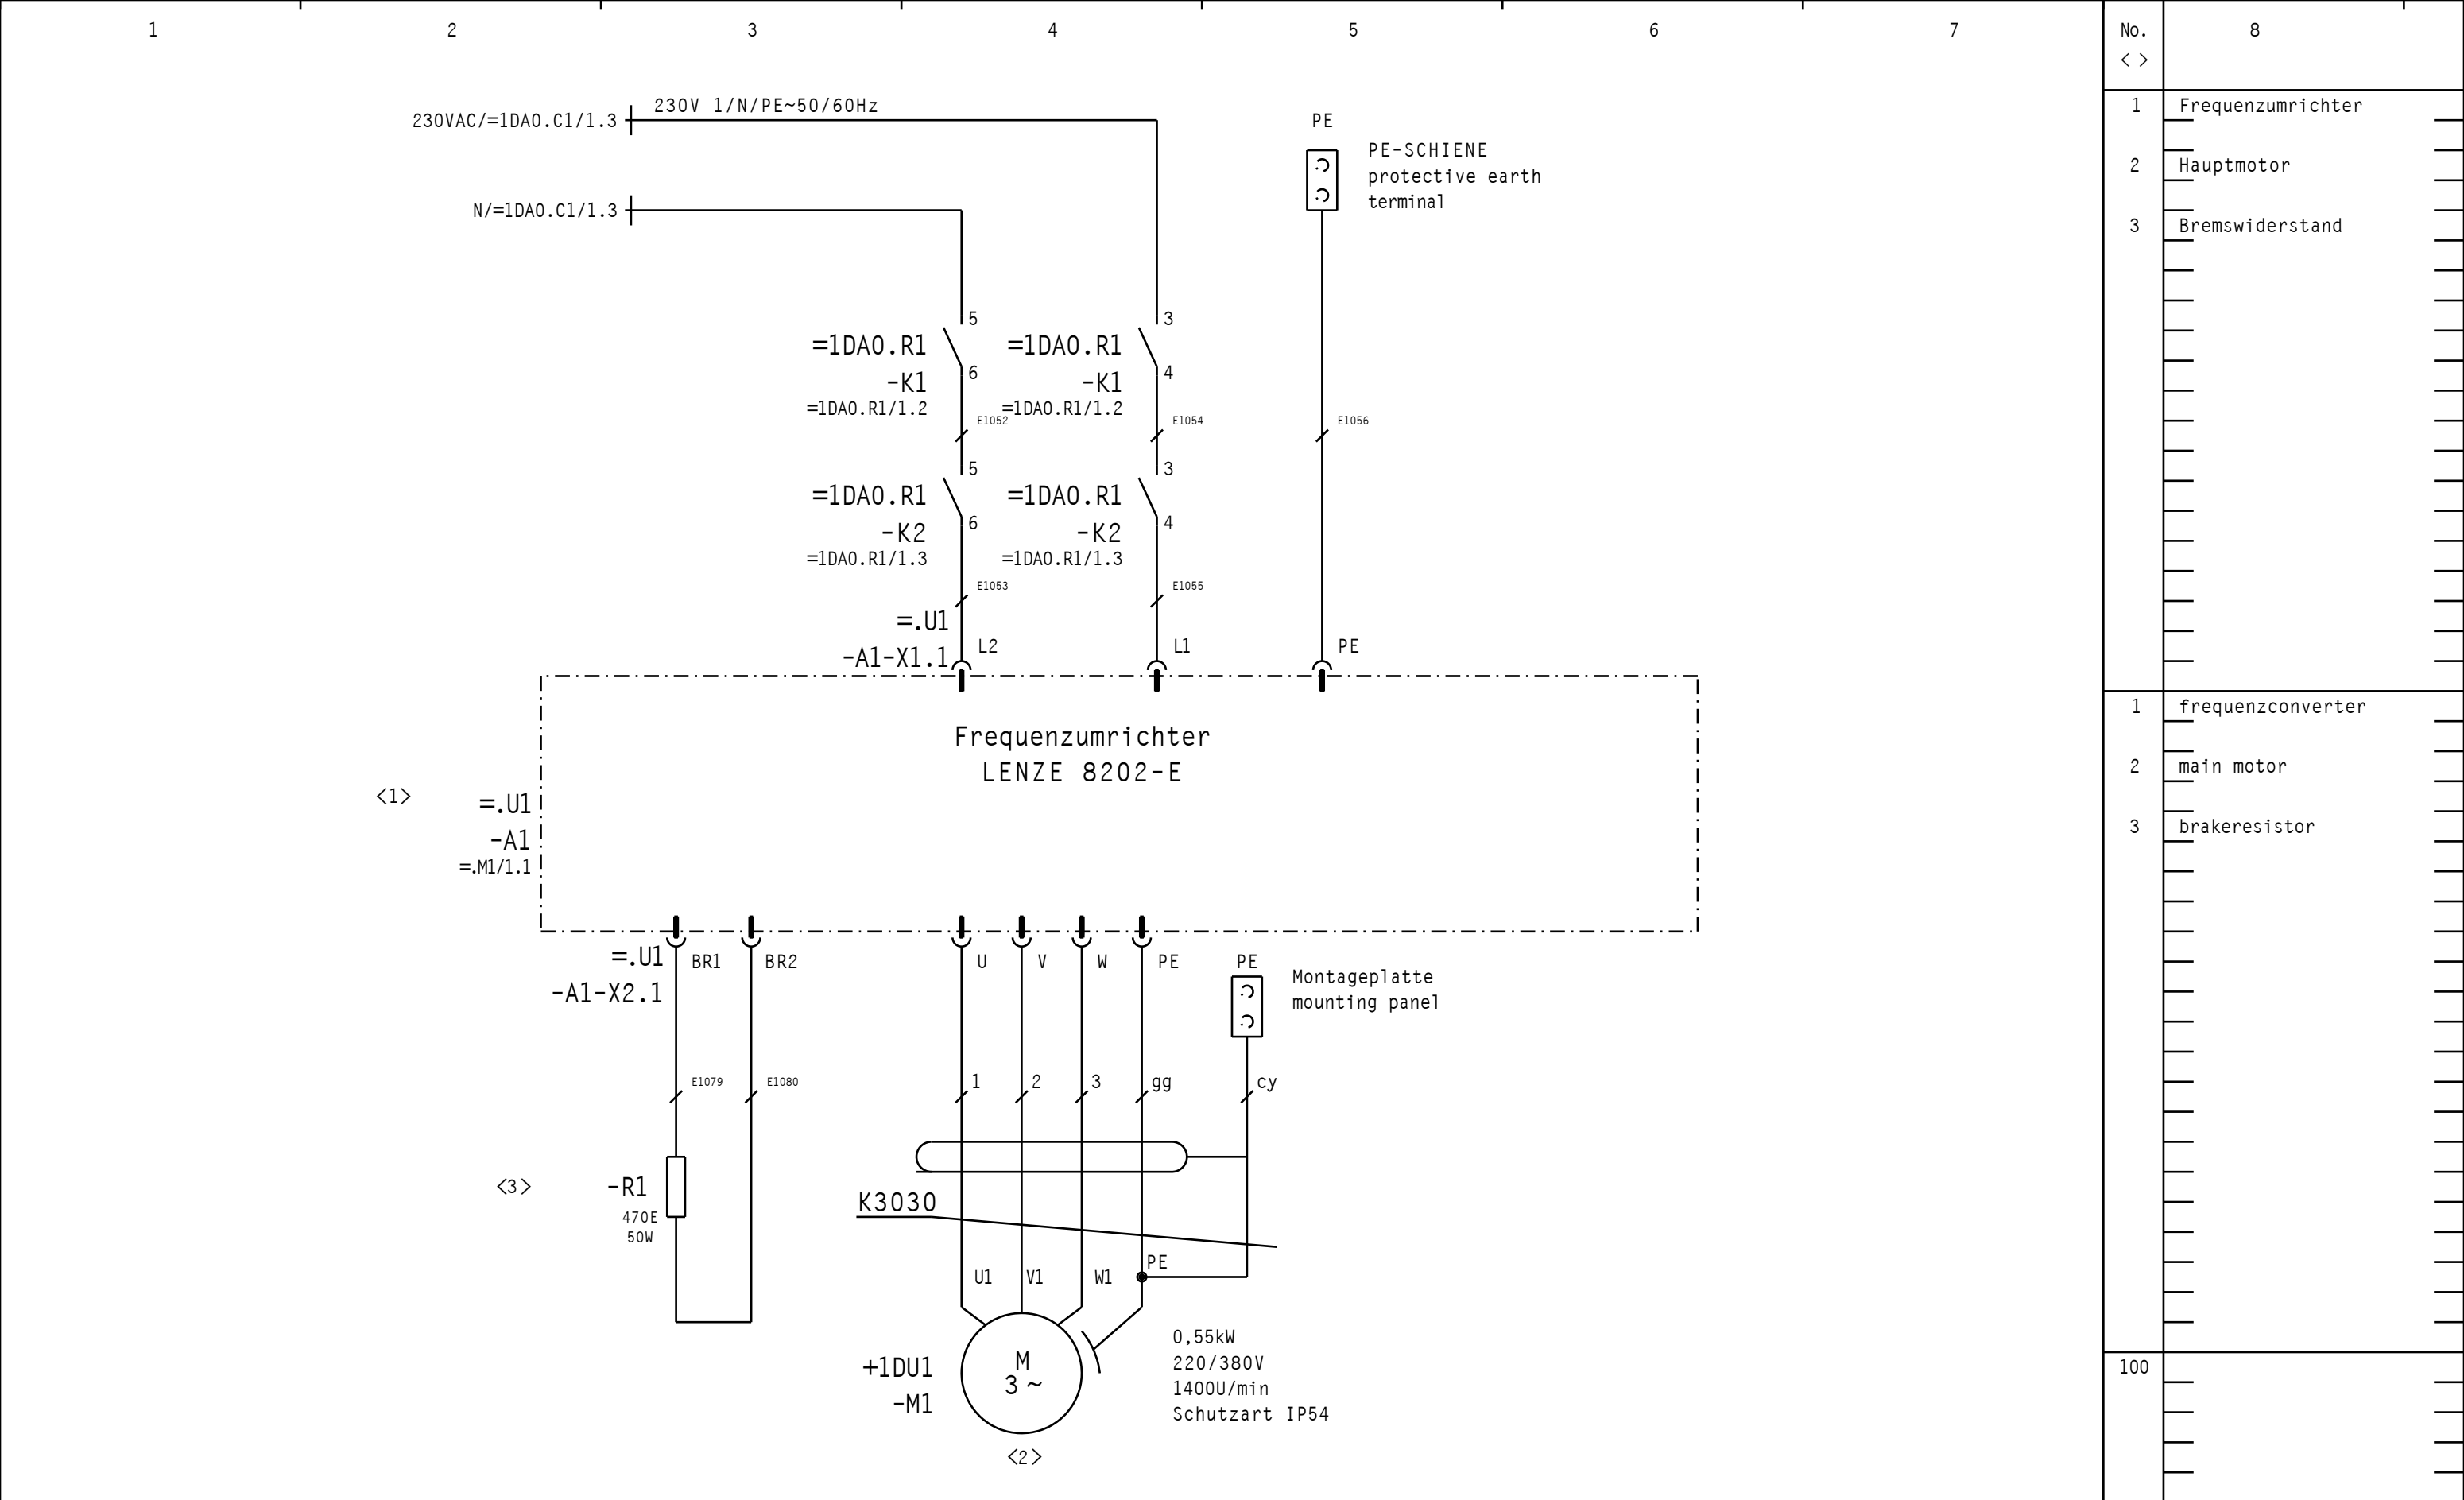 1 2 3 4 5 6 7 No. 8
< >
230VAC/=1DA0.C1/1.3 230V 1/N/PE~50/60Hz
N/=1DA0.C1/1.3
PE
PE-SCHIENE
protective earth
terminal
5 3
=1DA0.R1 =1DA0.R1
-K1 6 -K1 4
=1DA0.R1/1.2 =1DA0.R1/1.2
E1052 E1054 E1056
5 3
=1DA0.R1 =1DA0.R1
-K2 6 -K2 4
=1DA0.R1/1.3 =1DA0.R1/1.3
E1053 E1055
=.U1
-A1-X1.1 L2 L1 PE
Frequenzumrichter
LENZE 8202-E
<1>
=.U1
-A1
=.M1/1.1
=.U1
-A1-X2.1
BR1 BR2 U V W PE PE
Montageplatte
mounting panel
E1079 E1080 1 2 3 gg cy
<3> -R1
470E
50W
K3030
PE
U1 V1 W1
+1DU1
-M1
M
3~
0,55kW
220/380V
1400U/min
Schutzart IP54
<2>
1 Frequenzumrichter
2 Hauptmotor
3 Bremswiderstand
1 frequenzconverter
2 main motor
3 brakeresistor
100